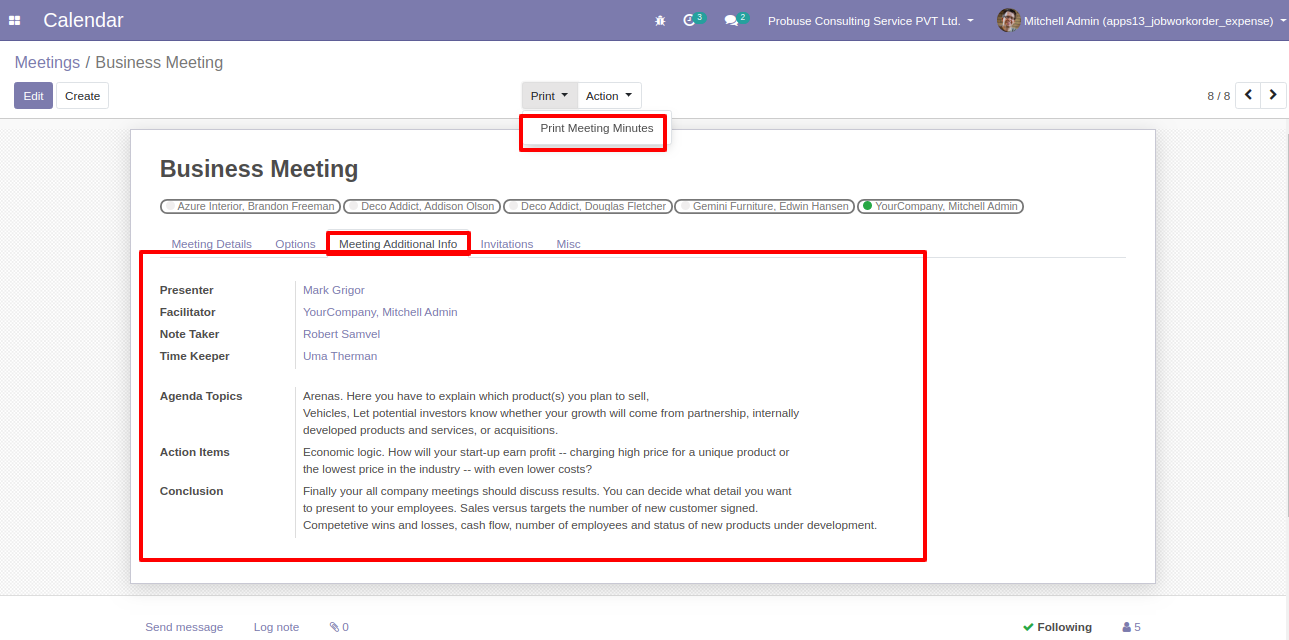 Calendar
3
2
Probuse Consulting Service PVT Ltd.
Mitchell Admin (apps13_jobworkorder_expense)
Meetings / Business Meeting
Edit
Create
Print
Action
8 / 8
Print Meeting Minutes
Business Meeting
Azure Interior, Brandon Freeman
Deco Addict, Addison Olson
Deco Addict, Douglas Fletcher
Gemini Furniture, Edwin Hansen
YourCompany, Mitchell Admin
Meeting Details
Options
Meeting Additional Info
Invitations
Misc
Presenter
Mark Grigor
Facilitator
YourCompany, Mitchell Admin
Note Taker
Robert Samvel
Time Keeper
Uma Therman
Agenda Topics
Arenas. Here you have to explain which product(s) you plan to sell,
Vehicles, Let potential investors know whether your growth will come from partnership, internally
developed products and services, or acquisitions.
Action Items
Economic logic. How will your start-up earn profit -- charging high price for a unique product or
the lowest price in the industry -- with even lower costs?
Conclusion
Finally your all company meetings should discuss results. You can decide what detail you want
to present to your employees. Sales versus targets the number of new customer signed.
Competetive wins and losses, cash flow, number of employees and status of new products under development.
Send message
Log note
0
Following
5